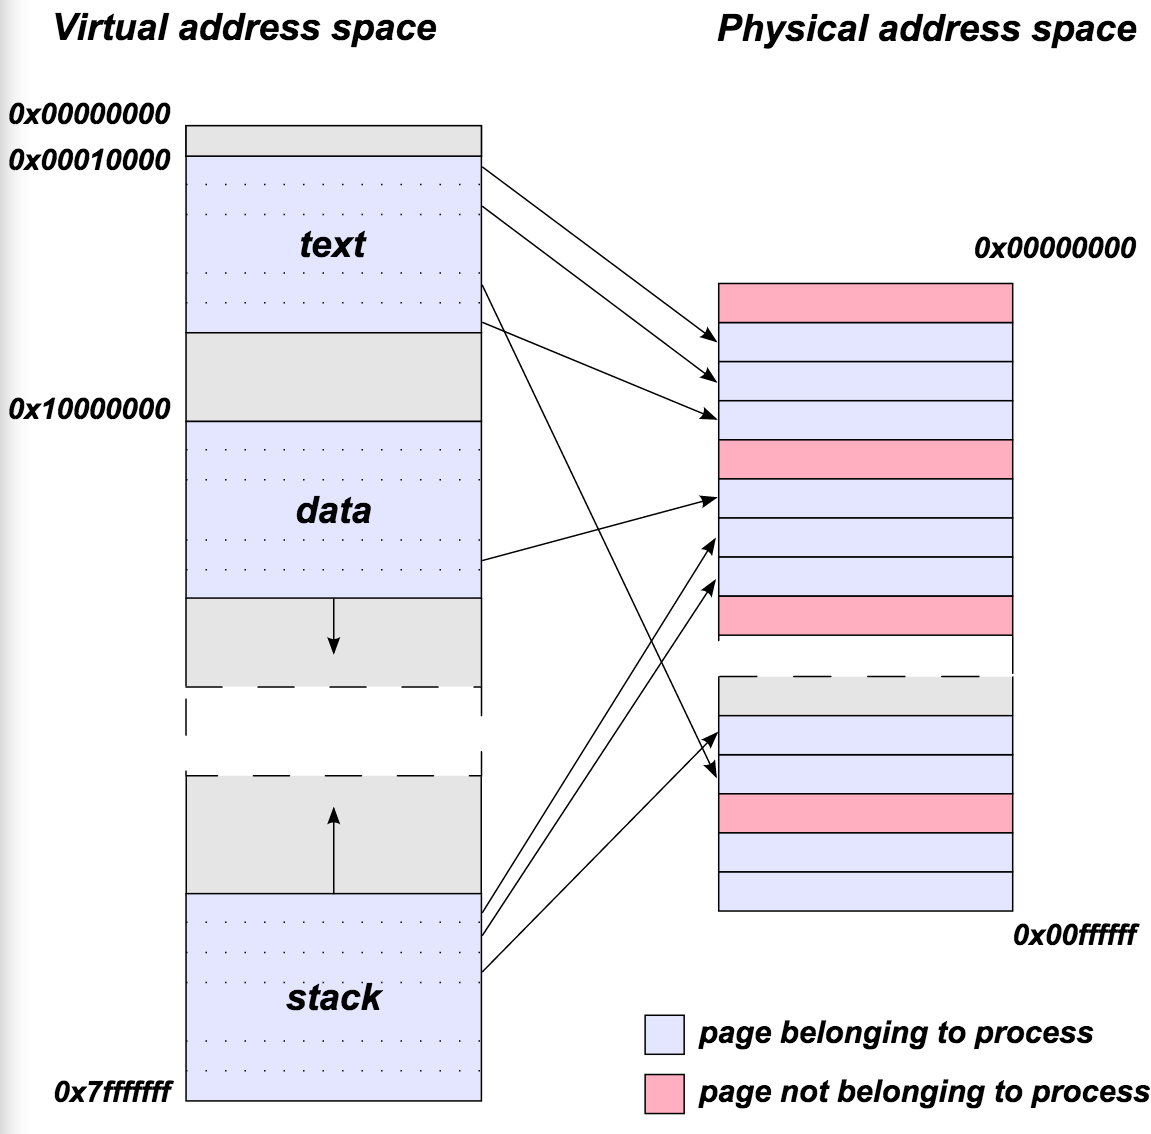 Virtual address space
Physical address space
0x00000000
0x00010000
text
0x00000000
0x10000000
data
stack
0x00ffffff
page belonging to process
0x7fffffff
page not belonging to process